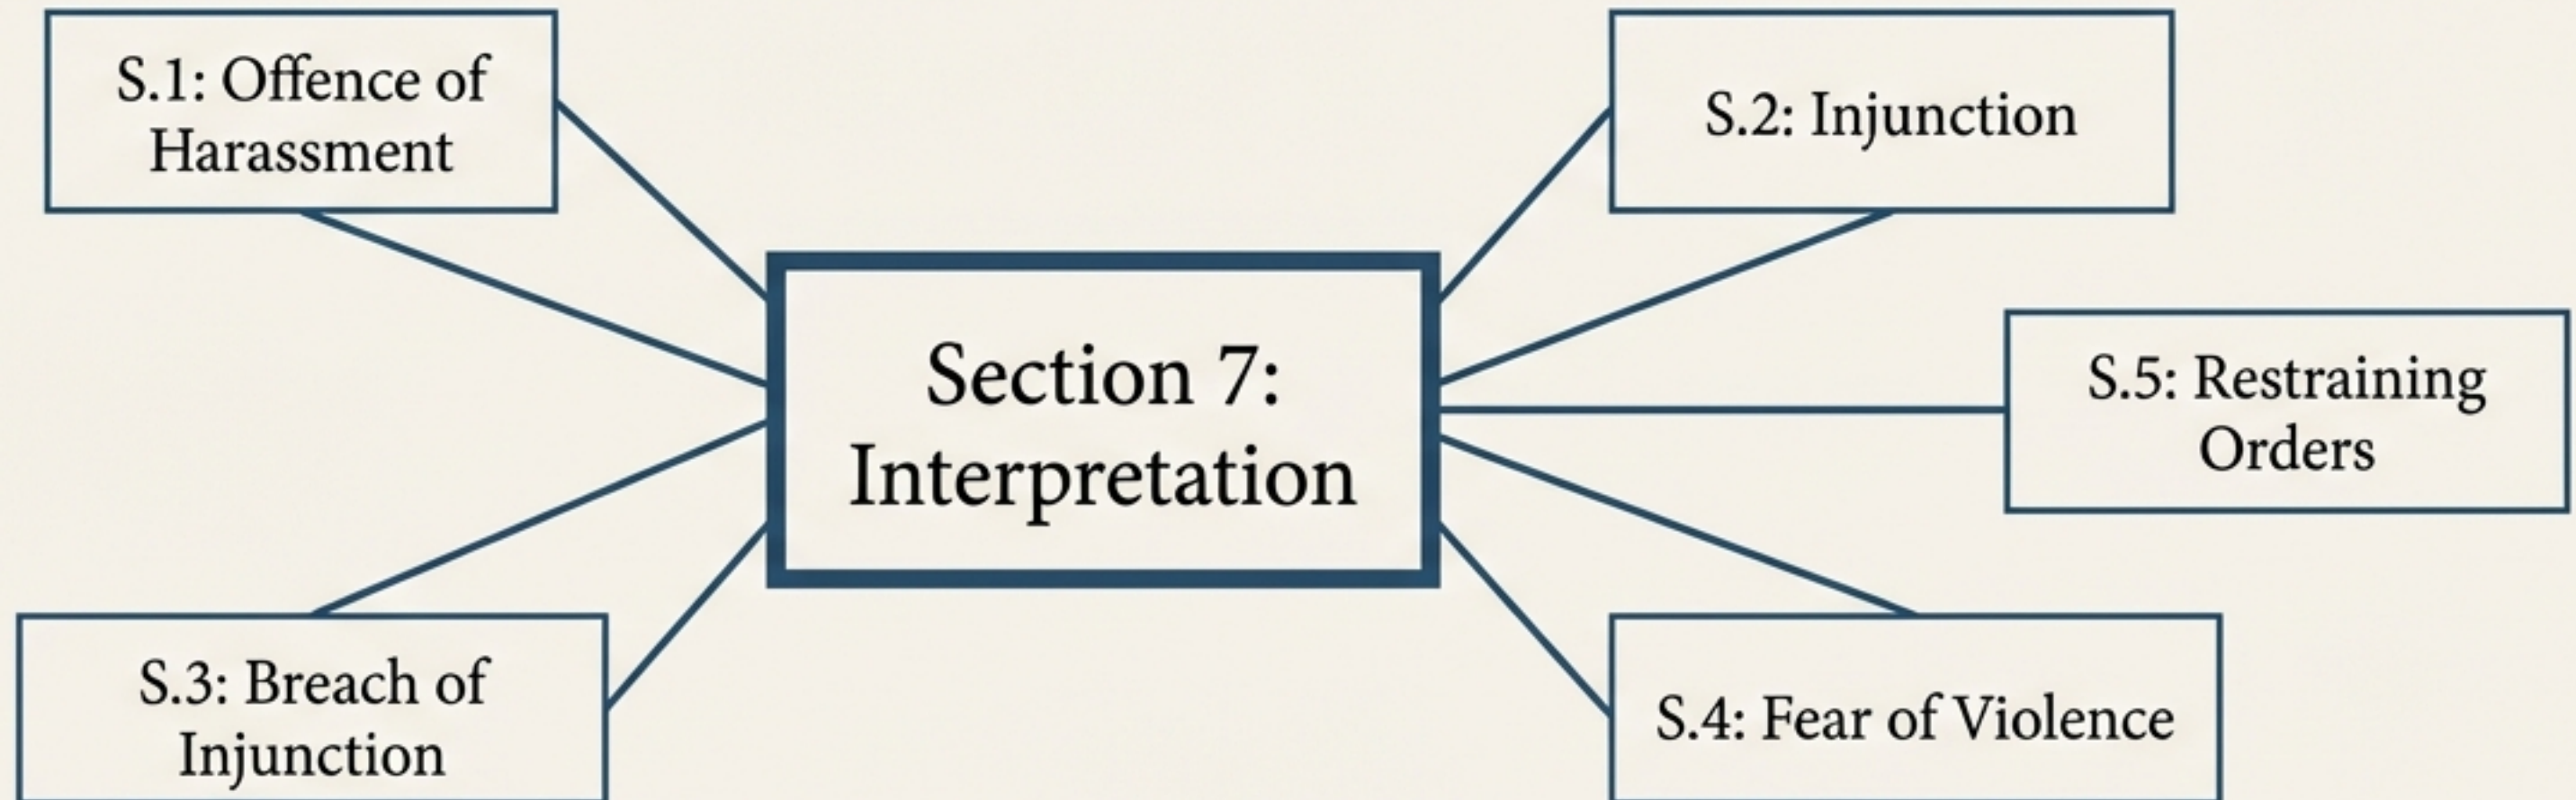 S.1: Offence of
Harassment
S.2: Injunction
Section 7:
Interpretation
S.5: Restraining
Orders
S.3: Breach of
Injunction
S.4: Fear of Violence